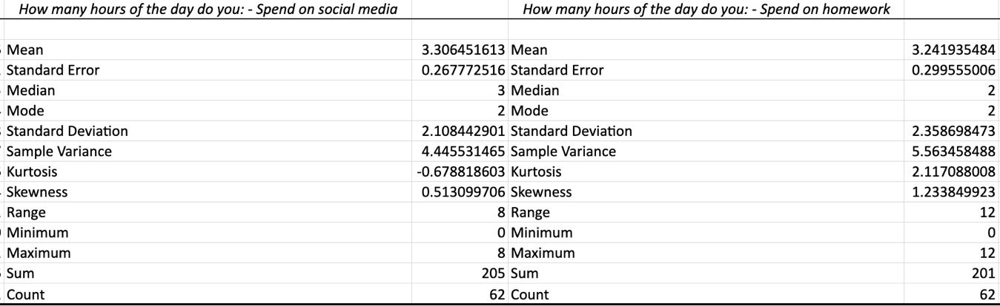 How many hours of the day do you: - Spend on social media How many hours of the day do you: - Spend on homework
Mean 3.306451613 Mean 3.241935484
Standard Error 0.267772516 Standard Error 0.299555006
Median 3 Median 2
Mode 2 Mode 2
Standard Deviation 2.108442901 Standard Deviation 2.358698473
Sample Variance 4.445531465 Sample Variance 5.563458488
Kurtosis -0.678818603 Kurtosis 2.117088008
Skewness 0.513099706 Skewness 1.233849923
Range 8 Range 12
Minimum 0 Minimum 0
Maximum 8 Maximum 12
Sum 205 Sum 201
Count 62 Count 62